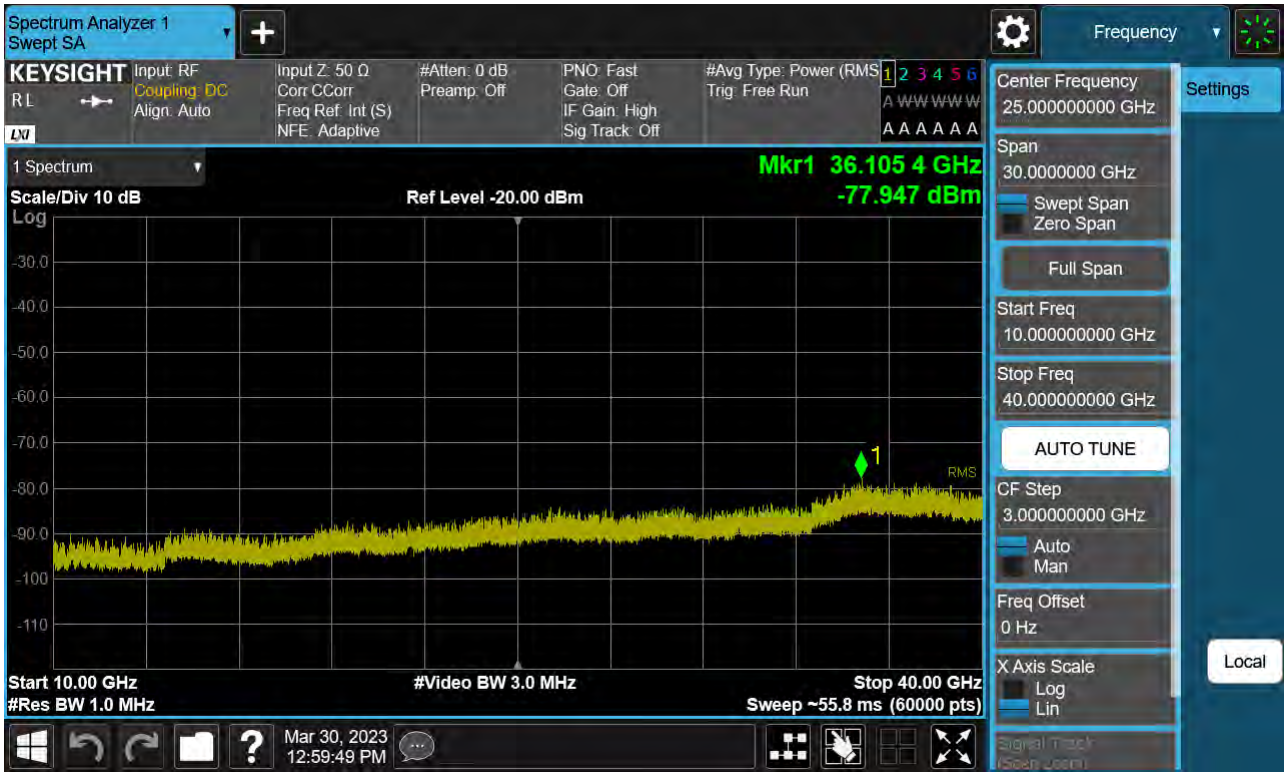 Spectrum Analyzer 1
Swept SA
Frequency
KEYSIGHT
R L
LXI
Input: RF
Coupling: DC
Align: Auto
Input Z: 50 Ω
Corr CCorr
Freq Ref: Int (S)
NFE: Adaptive
#Atten: 0 dB
Preamp: Off
PNO: Fast
Gate: Off
IF Gain: High
Sig Track: Off
#Avg Type: Power (RMS
Trig: Free Run
1 2 3 4 5 6
A W W W W W
A A A A A A
1 Spectrum
Scale/Div 10 dB
Ref Level -20.00 dBm
Mkr1 36.105 4 GHz
-77.947 dBm
Log
-30.0
-40.0
-50.0
-60.0
-70.0
-80.0
-90.0
-100
-110
1
RMS
Start 10.00 GHz
#Video BW 3.0 MHz
Stop 40.00 GHz
#Res BW 1.0 MHz
Sweep ~55.8 ms (60000 pts)
Center Frequency
25.000000000 GHz
Span
30.0000000 GHz
Swept Span
Zero Span
Full Span
Start Freq
10.000000000 GHz
Stop Freq
40.000000000 GHz
AUTO TUNE
CF Step
3.000000000 GHz
Auto
Man
Freq Offset
0 Hz
X Axis Scale
Log
Lin
Signal Track
(Span Zoom)
Settings
Local
?
Mar 30, 2023
12:59:49 PM